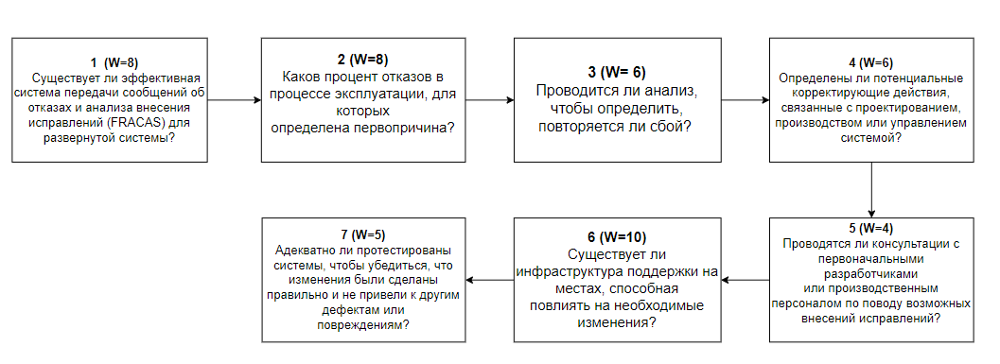 1 (W=8)
Существует ли эффективная
система передачи сообщений об
отказах и анализа внесения
исправлений (FRACAS) для
развернутой системы?
2 (W=8)
Каков процент отказов в
процессе эксплуатации, для
которых
определена первопричина?
3 (W= 6)
Проводится ли анализ,
чтобы определить,
повторяется ли сбой?
4 (W=6)
Определены ли потенциальные
корректирующие действия,
связанные с проектированием,
производством или управлением
системой?
5 (W=4)
Проводятся ли консультации с
первоначальными
разработчиками
или производственным
персоналом по поводу возможных
внесений исправлений?
6 (W=10)
Существует ли
инфраструктура поддержки на
местах, способная
повлиять на необходимые
изменения?
7 (W=5)
Адекватно ли протестированы
системы, чтобы убедиться, что
изменения были сделаны
правильно и не привели к другим
дефектам или
повреждениям?